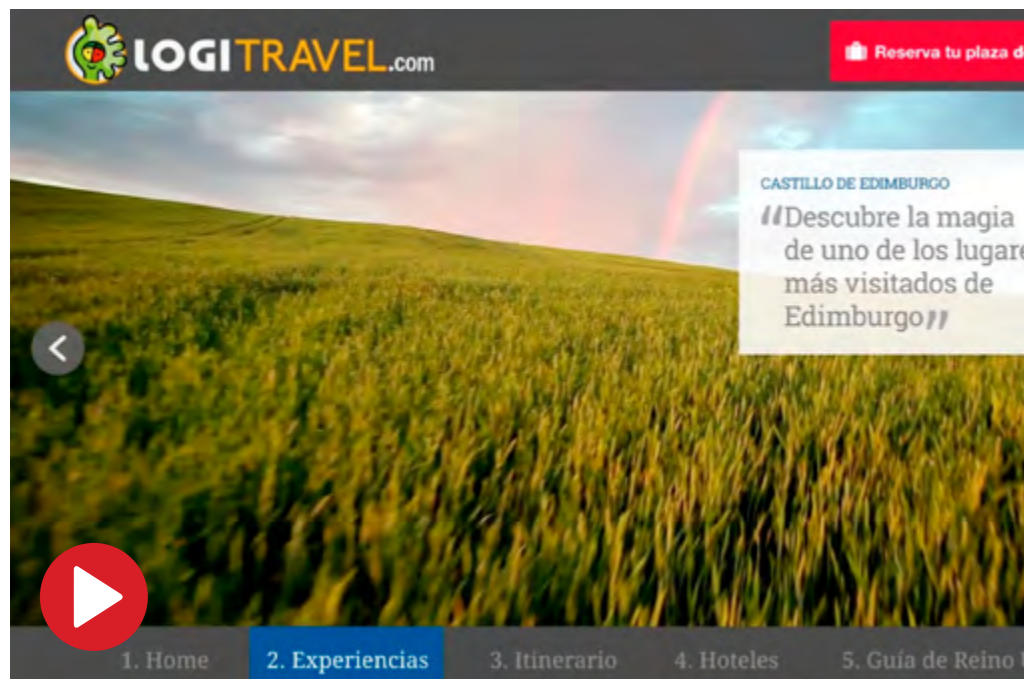 LOGITRAVEL.com
Reserva tu plaza
CASTILLO DE EDIMBURGO
“Descubre la magia
de uno de los
más visitados de
Edimburgo”
1. Home
2. Experiencias
3. Itinerario
4. Hoteles
5. Guía de Reino